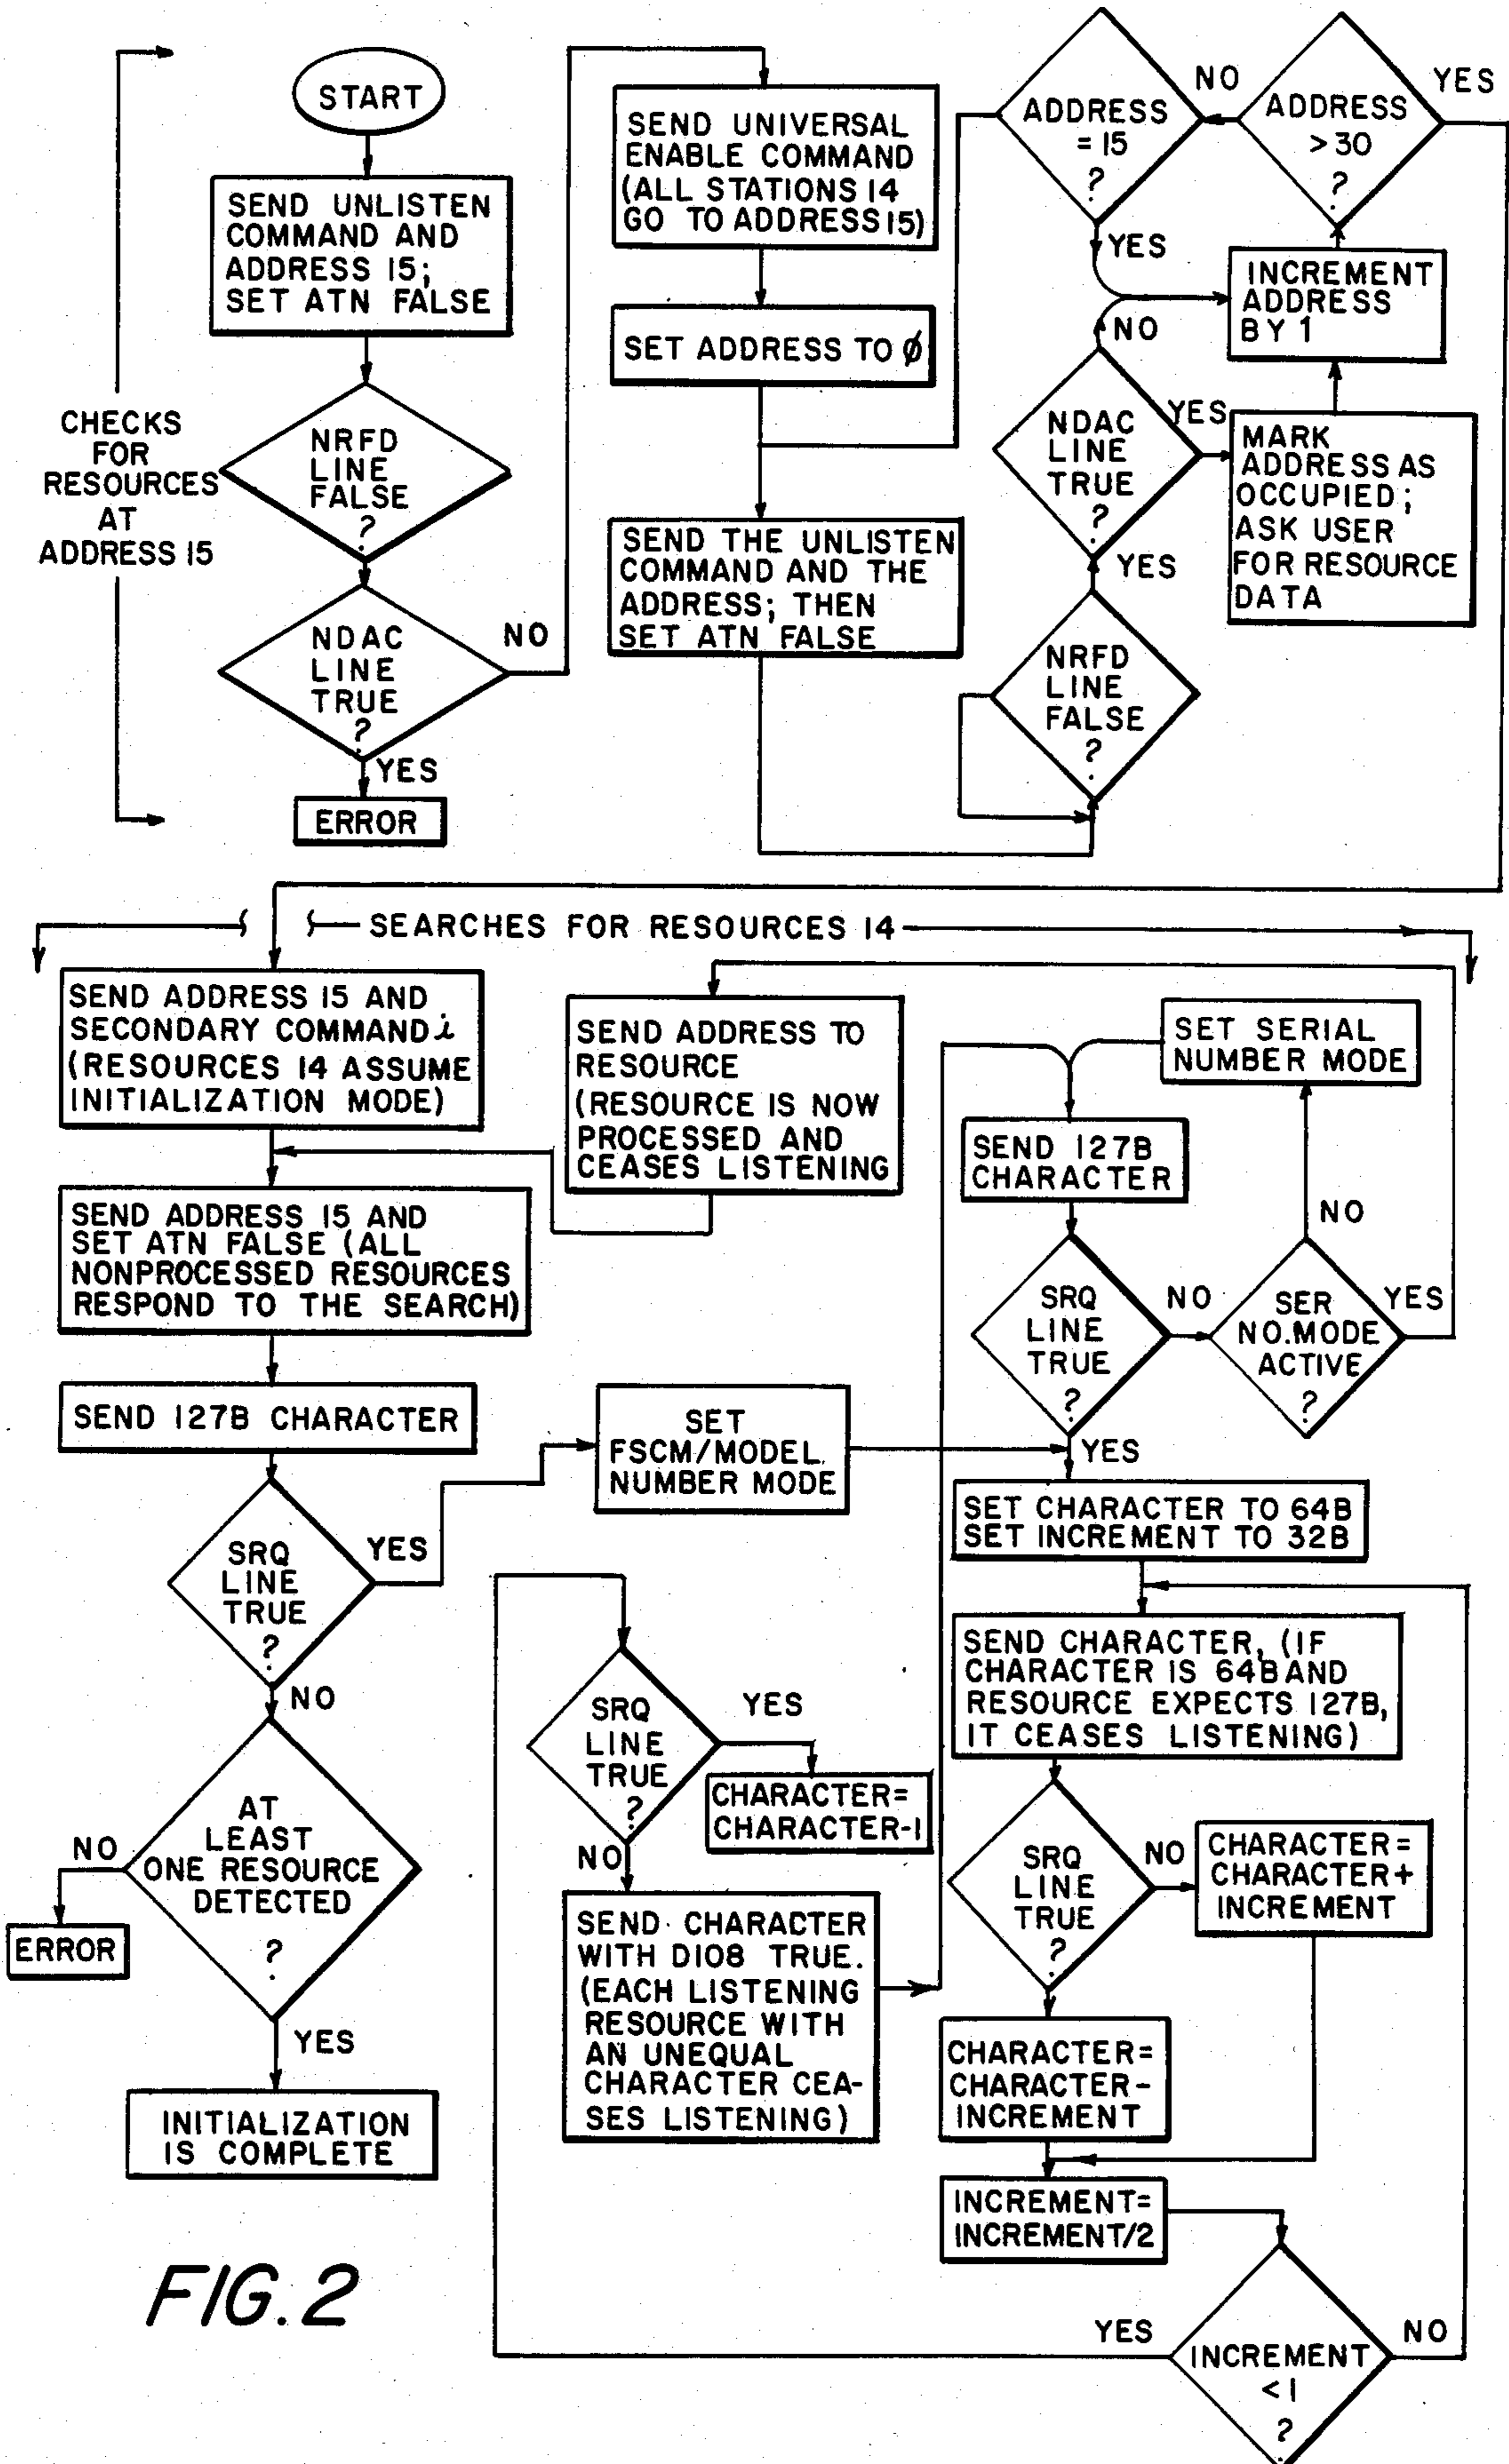 START
SEND UNLISTEN
COMMAND AND
ADDRESS 15;
SET ATN FALSE
CHECKS
FOR
RESOURCES
AT
ADDRESS 15
NRFD
LINE
FALSE
?
NDAC
LINE
TRUE
?
NO
YES
ERROR
SEND UNIVERSAL
ENABLE COMMAND
(ALL STATIONS 14
GO TO ADDRESS 15)
SET ADDRESS TO ∅
SEND THE UNLISTEN
COMMAND AND THE
ADDRESS; THEN
SET ATN FALSE
ADDRESS
= 15
?
NO
ADDRESS
> 30
?
YES
YES
INCREMENT
ADDRESS
BY 1
NO
NDAC
LINE
TRUE
?
YES
MARK
ADDRESS AS
OCCUPIED;
ASK USER
FOR RESOURCE
DATA
YES
NRFD
LINE
FALSE
?
SEARCHES FOR RESOURCES 14
SEND ADDRESS 15 AND
SECONDARY COMMAND i
(RESOURCES 14 ASSUME
INITIALIZATION MODE)
SEND ADDRESS TO
RESOURCE
(RESOURCE IS NOW
PROCESSED AND
CEASES LISTENING
SET SERIAL
NUMBER MODE
SEND 127B
CHARACTER
SEND ADDRESS 15 AND
SET ATN FALSE (ALL
NONPROCESSED RESOURCES
RESPOND TO THE SEARCH)
NO
SRQ
LINE
TRUE
?
NO
SER
NO. MODE
ACTIVE
?
YES
SEND 127B CHARACTER
SET
FSCM/MODEL
NUMBER MODE
YES
SET CHARACTER TO 64B
SET INCREMENT TO 32B
SRQ
LINE
TRUE
?
YES
NO
SEND CHARACTER, (IF
CHARACTER IS 64B AND
RESOURCE EXPECTS 127B,
IT CEASES LISTENING)
SRQ
LINE
TRUE
?
YES
CHARACTER=
CHARACTER-1
NO
AT
LEAST
ONE RESOURCE
DETECTED
?
NO
ERROR
YES
INITIALIZATION
IS COMPLETE
SEND CHARACTER
WITH DIO8 TRUE.
(EACH LISTENING
RESOURCE WITH
AN UNEQUAL
CHARACTER CEA-
SES LISTENING)
SRQ
LINE
TRUE
?
NO
CHARACTER=
CHARACTER+
INCREMENT
CHARACTER=
CHARACTER-
INCREMENT
INCREMENT=
INCREMENT/2
YES
INCREMENT
< 1
?
NO
FIG. 2